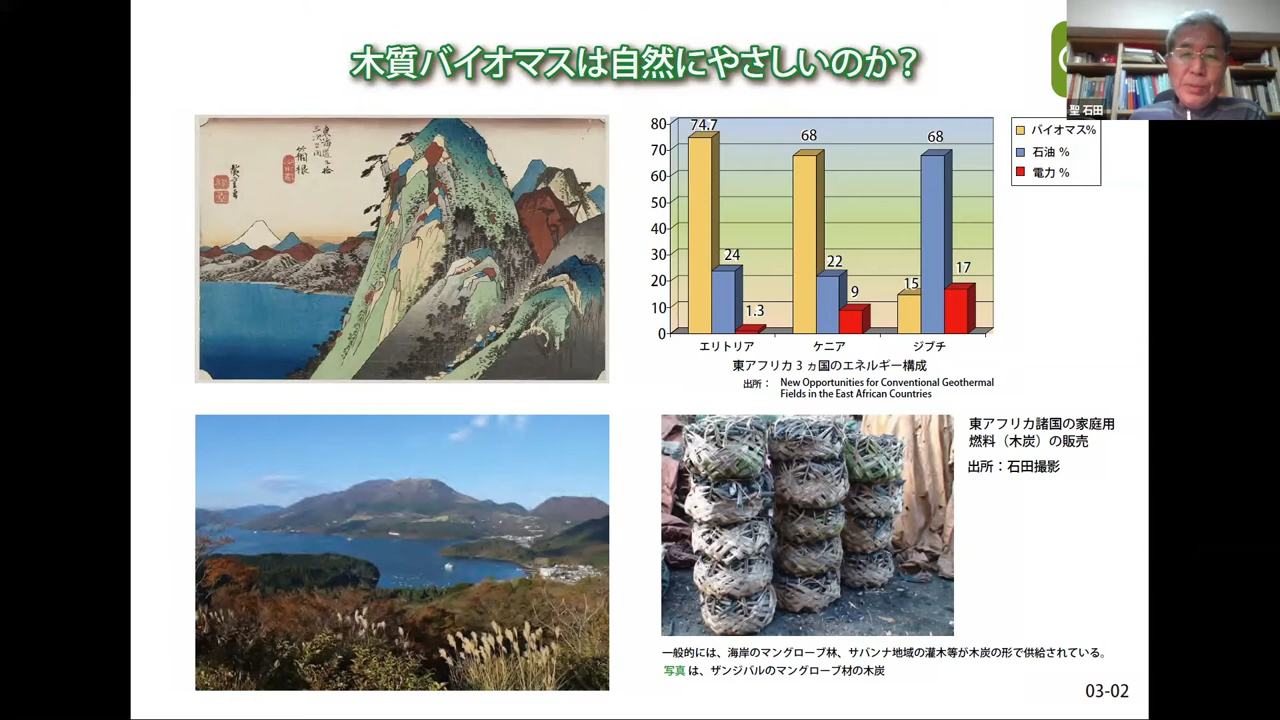 木質バイオマスは自然にやさしいのか?
聖 石田
東海道五拾
三次之内
箱根
廣重画
80
70
60
50
40
30
20
10
0
74.7
24
1.3
68
22
9
15
68
17
エリトリア
ケニア
ジブチ
バイオマス%
石油 %
電力 %
東アフリカ 3 ヵ国のエネルギー構成
出所： New Opportunities for Conventional Geothermal
Fields in the East African Countries
東アフリカ諸国の家庭用
燃料（木炭）の販売
出所：石田撮影
一般的には、海岸のマングローブ林、サバンナ地域の灌木等が木炭の形で供給されている。
写真 は、ザンジバルのマングローブ材の木炭
03-02